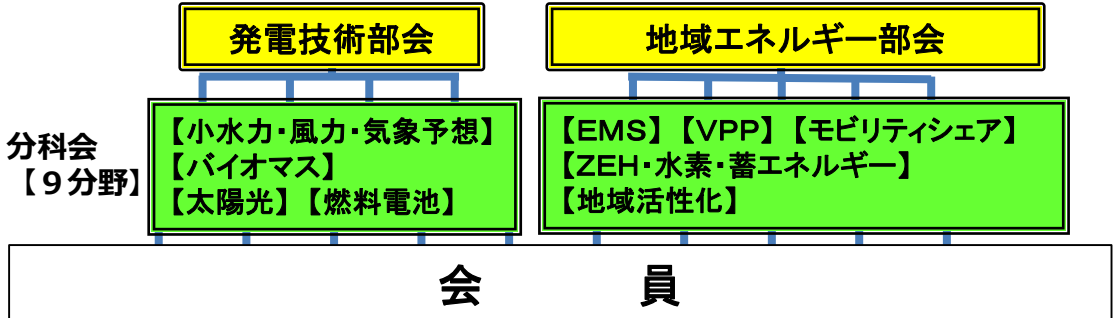 発電技術部会
地域エネルギー部会
分科会
【９分野】
【小水力・風力・気象予想】
【バイオマス】
【太陽光】【燃料電池】
【ＥＭＳ】【ＶＰＰ】【モビリティシェア】
【ＺＥＨ・水素・蓄エネルギー】
【地域活性化】
会　員